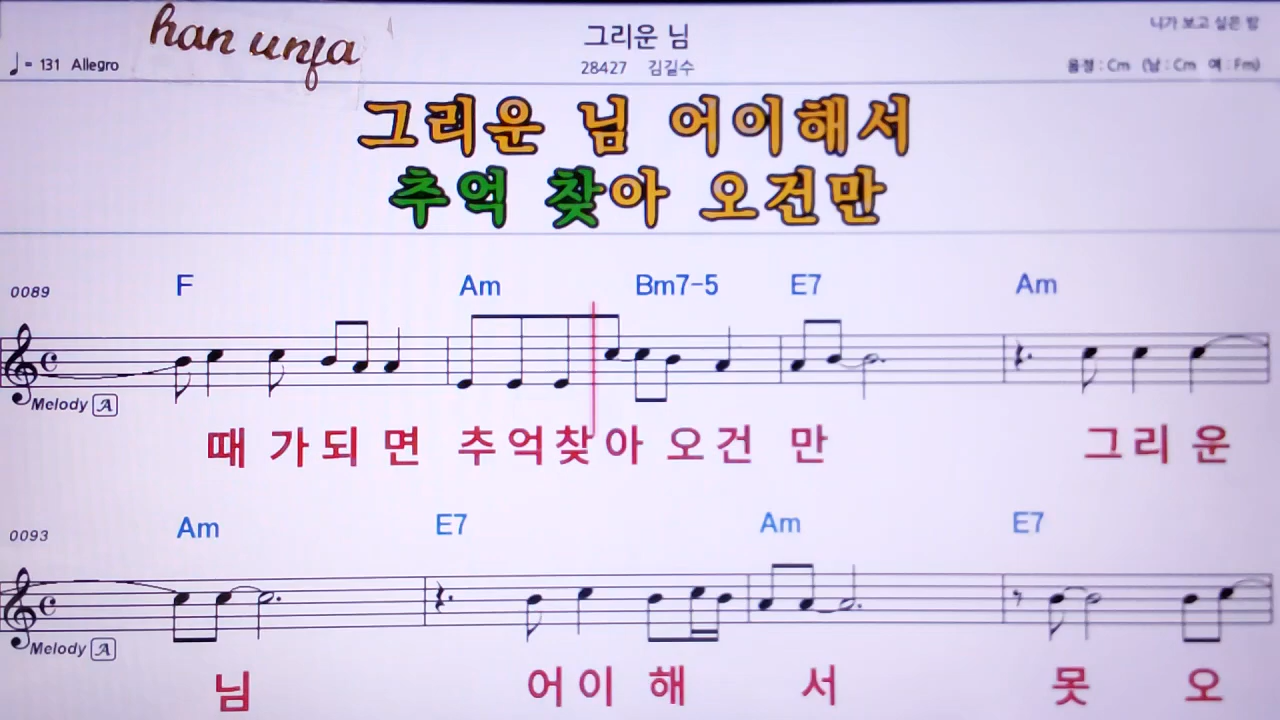 han unja
그리운 님
니가 보고 싶은 밤
♩= 131 Allegro
28427 김길수
음정 : Cm (남 : Cm 여 : Fm)
그리운 님 어이해서
추억 찾아 오건만
0089 F Am Bm7-5 E7 Am
Melody A
때 가 되 면 추 억 찾 아 오 건 만 그 리 운
0093 Am E7 Am E7
Melody A
님 어 이 해 서 못 오